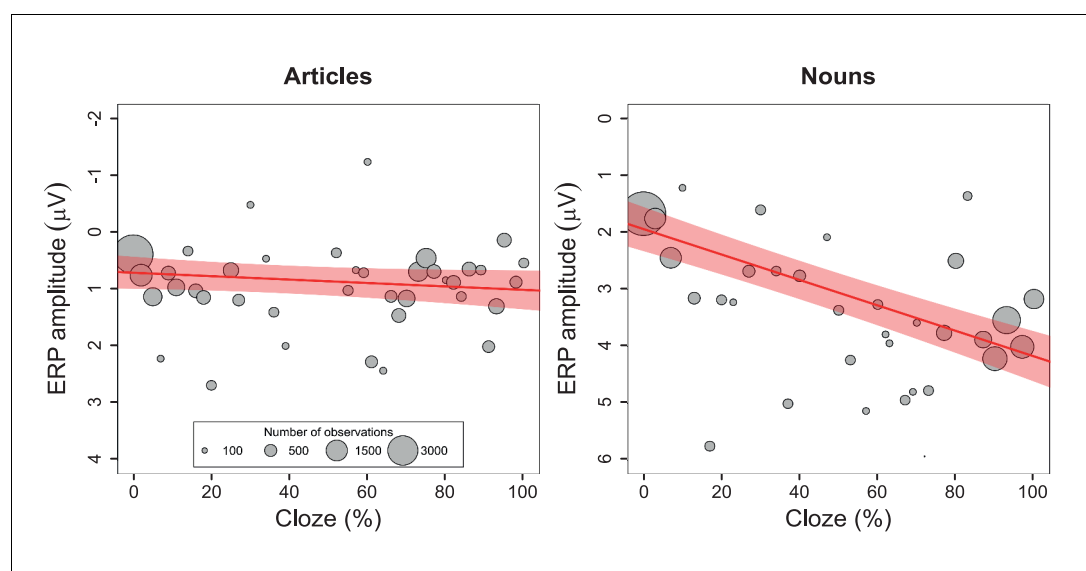 Articles
ERP amplitude (μV)
-2
-1
0
1
2
3
4
Number of observations
100 500 1500 3000
0 20 40 60 80 100
Cloze (%)
Nouns
ERP amplitude (μV)
0
1
2
3
4
5
6
0 20 40 60 80 100
Cloze (%)